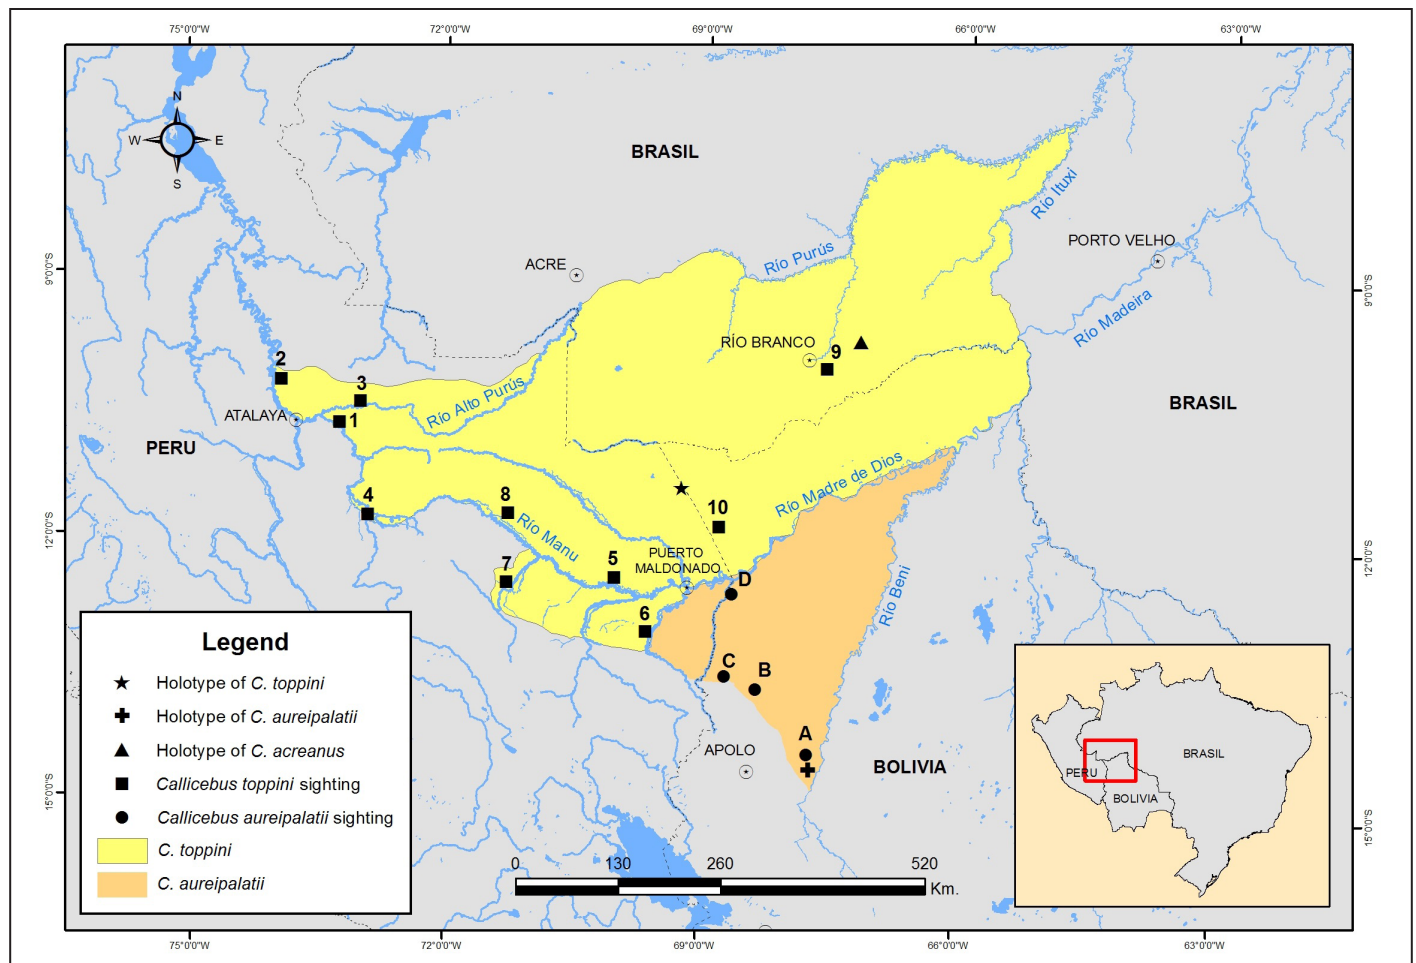 75°0'0"W
72°0'0"W
69°0'0"W
66°0'0"W
63°0'0"W
N
W
E
S
BRASIL
Río Ituxi
PORTO VELHO
Río Purús
ACRE
9°0'0"S
9°0'0"S
Río Madeira
RÍO BRANCO
9
2
3
Río Alto Purús
ATALAYA
1
BRASIL
PERU
Río Madre de Dios
4
8
10
Río Manu
12°0'0"S
12°0'0"S
PUERTO
MALDONADO
5
7
D
6
Río Beni
C
B
A
APOLO
BOLIVIA
15°0'0"S
15°0'0"S
Legend
Holotype of C. toppini
Holotype of C. aureipalatii
Holotype of C. acreanus
Callicebus toppini sighting
Callicebus aureipalatii sighting
C. toppini
C. aureipalatii
0
130
260
520
Km.
BRASIL
PERU
BOLIVIA
75°0'0"W
72°0'0"W
69°0'0"W
66°0'0"W
63°0'0"W